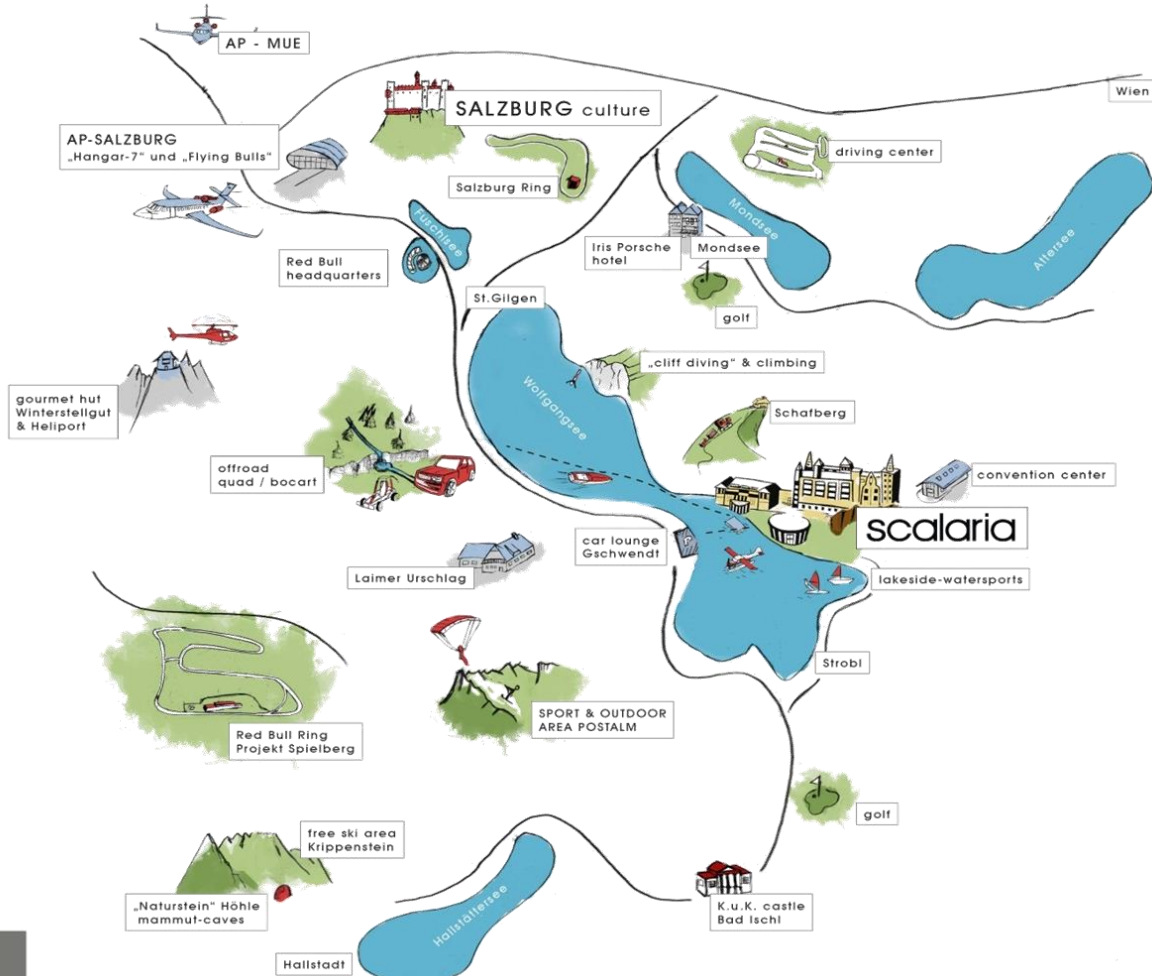 AP - MUE
Wien
SALZBURG culture
AP-SALZBURG
„Hangar-7" und „Flying Bulls"
driving center
Salzburg Ring
Fuschlsee
Mondsee
Attersee
Iris Porsche
hotel
Mondsee
Red Bull
headquarters
St.Gilgen
golf
„cliff diving" & climbing
Wolfgangsee
gourmet hut
Winterstellgut
& Heliport
Schafberg
offroad
quad / bocart
convention center
scalaria
car lounge
Gschwendt
Laimer Urschlag
lakeside-watersports
Strobl
SPORT & OUTDOOR
AREA POSTALM
Red Bull Ring
Projekt Spielberg
golf
free ski area
Krippenstein
„Naturstein" Höhle
mammut-caves
K.u.K. castle
Bad Ischl
Hallstättersee
Hallstadt